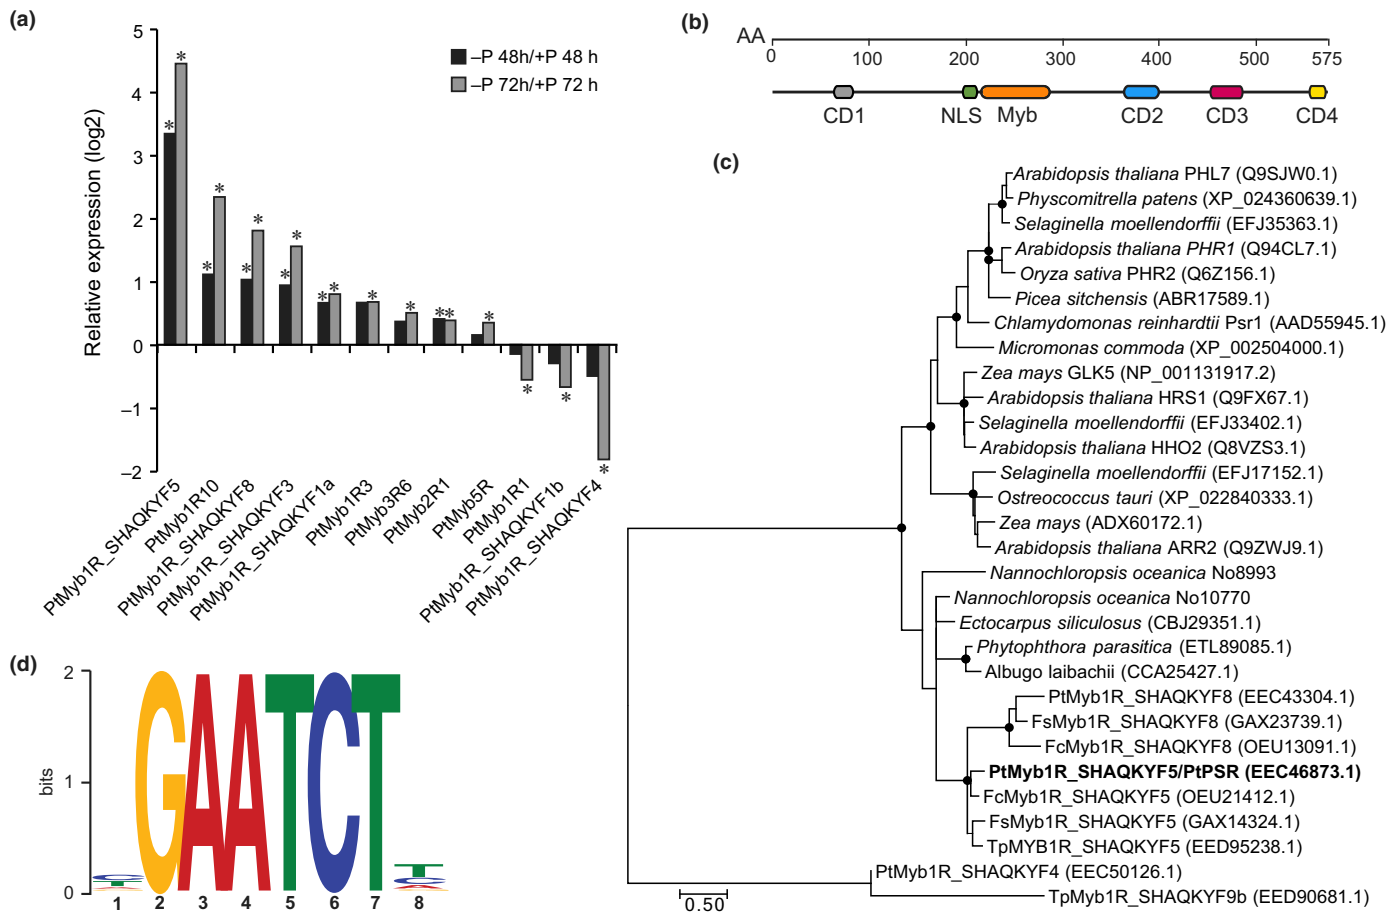 (a)
5
4
3
2
1
0
–1
–2
Relative expression (log2)
–P 48h/+P 48 h
–P 72h/+P 72 h
* * * * * * * * * * * * * * * * * *
PtMyb1R_SHAQKYF5
PtMyb1R10
PtMyb1R_SHAQKYF8
PtMyb1R_SHAQKYF3
PtMyb1R_SHAQKYF1a
PtMyb1R3
PtMyb3R6
PtMyb2R1
PtMyb5R
PtMyb1R1
PtMyb1R_SHAQKYF1b
PtMyb1R_SHAQKYF4
(b)
AA
0 100 200 300 400 500 575
CD1 NLS Myb CD2 CD3 CD4
(c)
Arabidopsis thaliana PHL7 (Q9SJW0.1)
Physcomitrella patens (XP_024360639.1)
Selaginella moellendorffii (EFJ35363.1)
Arabidopsis thaliana PHR1 (Q94CL7.1)
Oryza sativa PHR2 (Q6Z156.1)
Picea sitchensis (ABR17589.1)
Chlamydomonas reinhardtii Psr1 (AAD55945.1)
Micromonas commoda (XP_002504000.1)
Zea mays GLK5 (NP_001131917.2)
Arabidopsis thaliana HRS1 (Q9FX67.1)
Selaginella moellendorffii (EFJ33402.1)
Arabidopsis thaliana HHO2 (Q8VZS3.1)
Selaginella moellendorffii (EFJ17152.1)
Ostreococcus tauri (XP_022840333.1)
Zea mays (ADX60172.1)
Arabidopsis thaliana ARR2 (Q9ZWJ9.1)
Nannochloropsis oceanica No8993
Nannochloropsis oceanica No10770
Ectocarpus siliculosus (CBJ29351.1)
Phytophthora parasitica (ETL89085.1)
Albugo laibachii (CCA25427.1)
PtMyb1R_SHAQKYF8 (EEC43304.1)
FsMyb1R_SHAQKYF8 (GAX23739.1)
FcMyb1R_SHAQKYF8 (OEU13091.1)
PtMyb1R_SHAQKYF5/PtPSR (EEC46873.1)
FcMyb1R_SHAQKYF5 (OEU21412.1)
FsMyb1R_SHAQKYF5 (GAX14324.1)
TpMYB1R_SHAQKYF5 (EED95238.1)
PtMyb1R_SHAQKYF4 (EEC50126.1)
TpMyb1R_SHAQKYF9b (EED90681.1)
0.50
(d)
2
1
0
bits
GAATCT
1 2 3 4 5 6 7 8